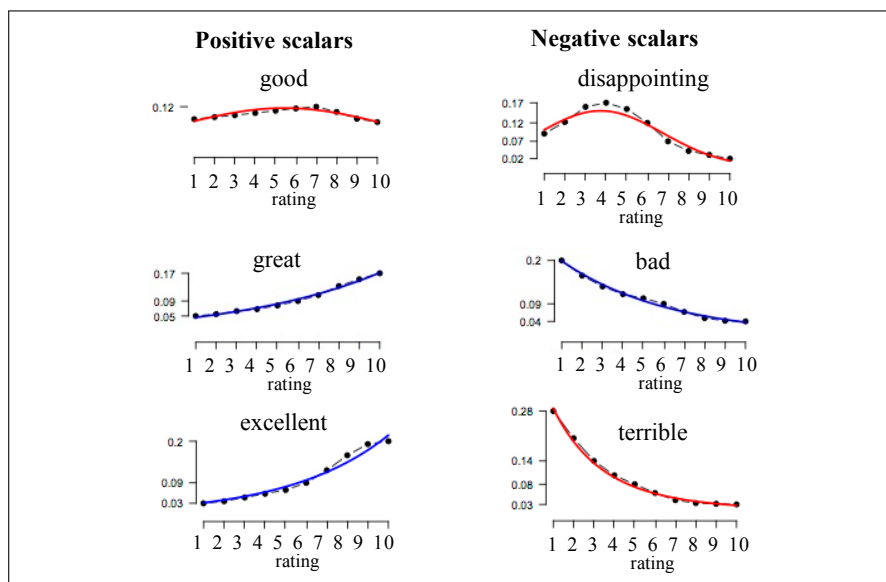 Positive scalars
Negative scalars
good
disappointing
0.12
0.17
0.12
0.07
0.02
1 2 3 4 5 6 7 8 9 10
rating
1 2 3 4 5 6 7 8 9 10
rating
great
bad
0.17
0.09
0.05
0.2
0.09
0.04
1 2 3 4 5 6 7 8 9 10
rating
1 2 3 4 5 6 7 8 9 10
rating
excellent
terrible
0.2
0.09
0.03
0.28
0.14
0.08
0.03
1 2 3 4 5 6 7 8 9 10
rating
1 2 3 4 5 6 7 8 9 10
rating